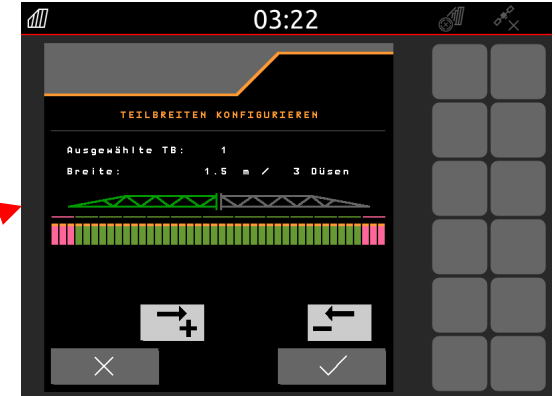 03:22
TEILBREITEN KONFIGURIEREN
Ausgewählte TB: 1
Breite: 1.5 m / 3 Düsen